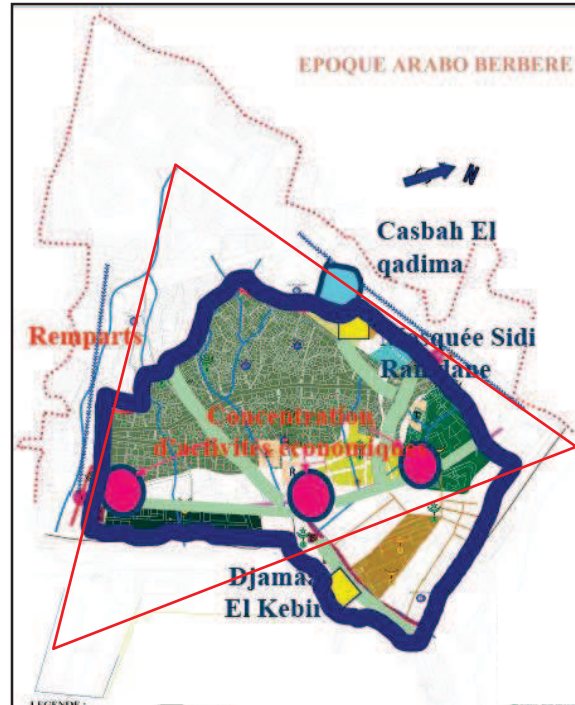 EPOQUE ARABO BERBERE
N
Casbah El
qadima
Remparts
Mosquée Sidi
Ramdane
Concentration
d'activités économiques
Djamaa
El Kebir
LEGENDE :